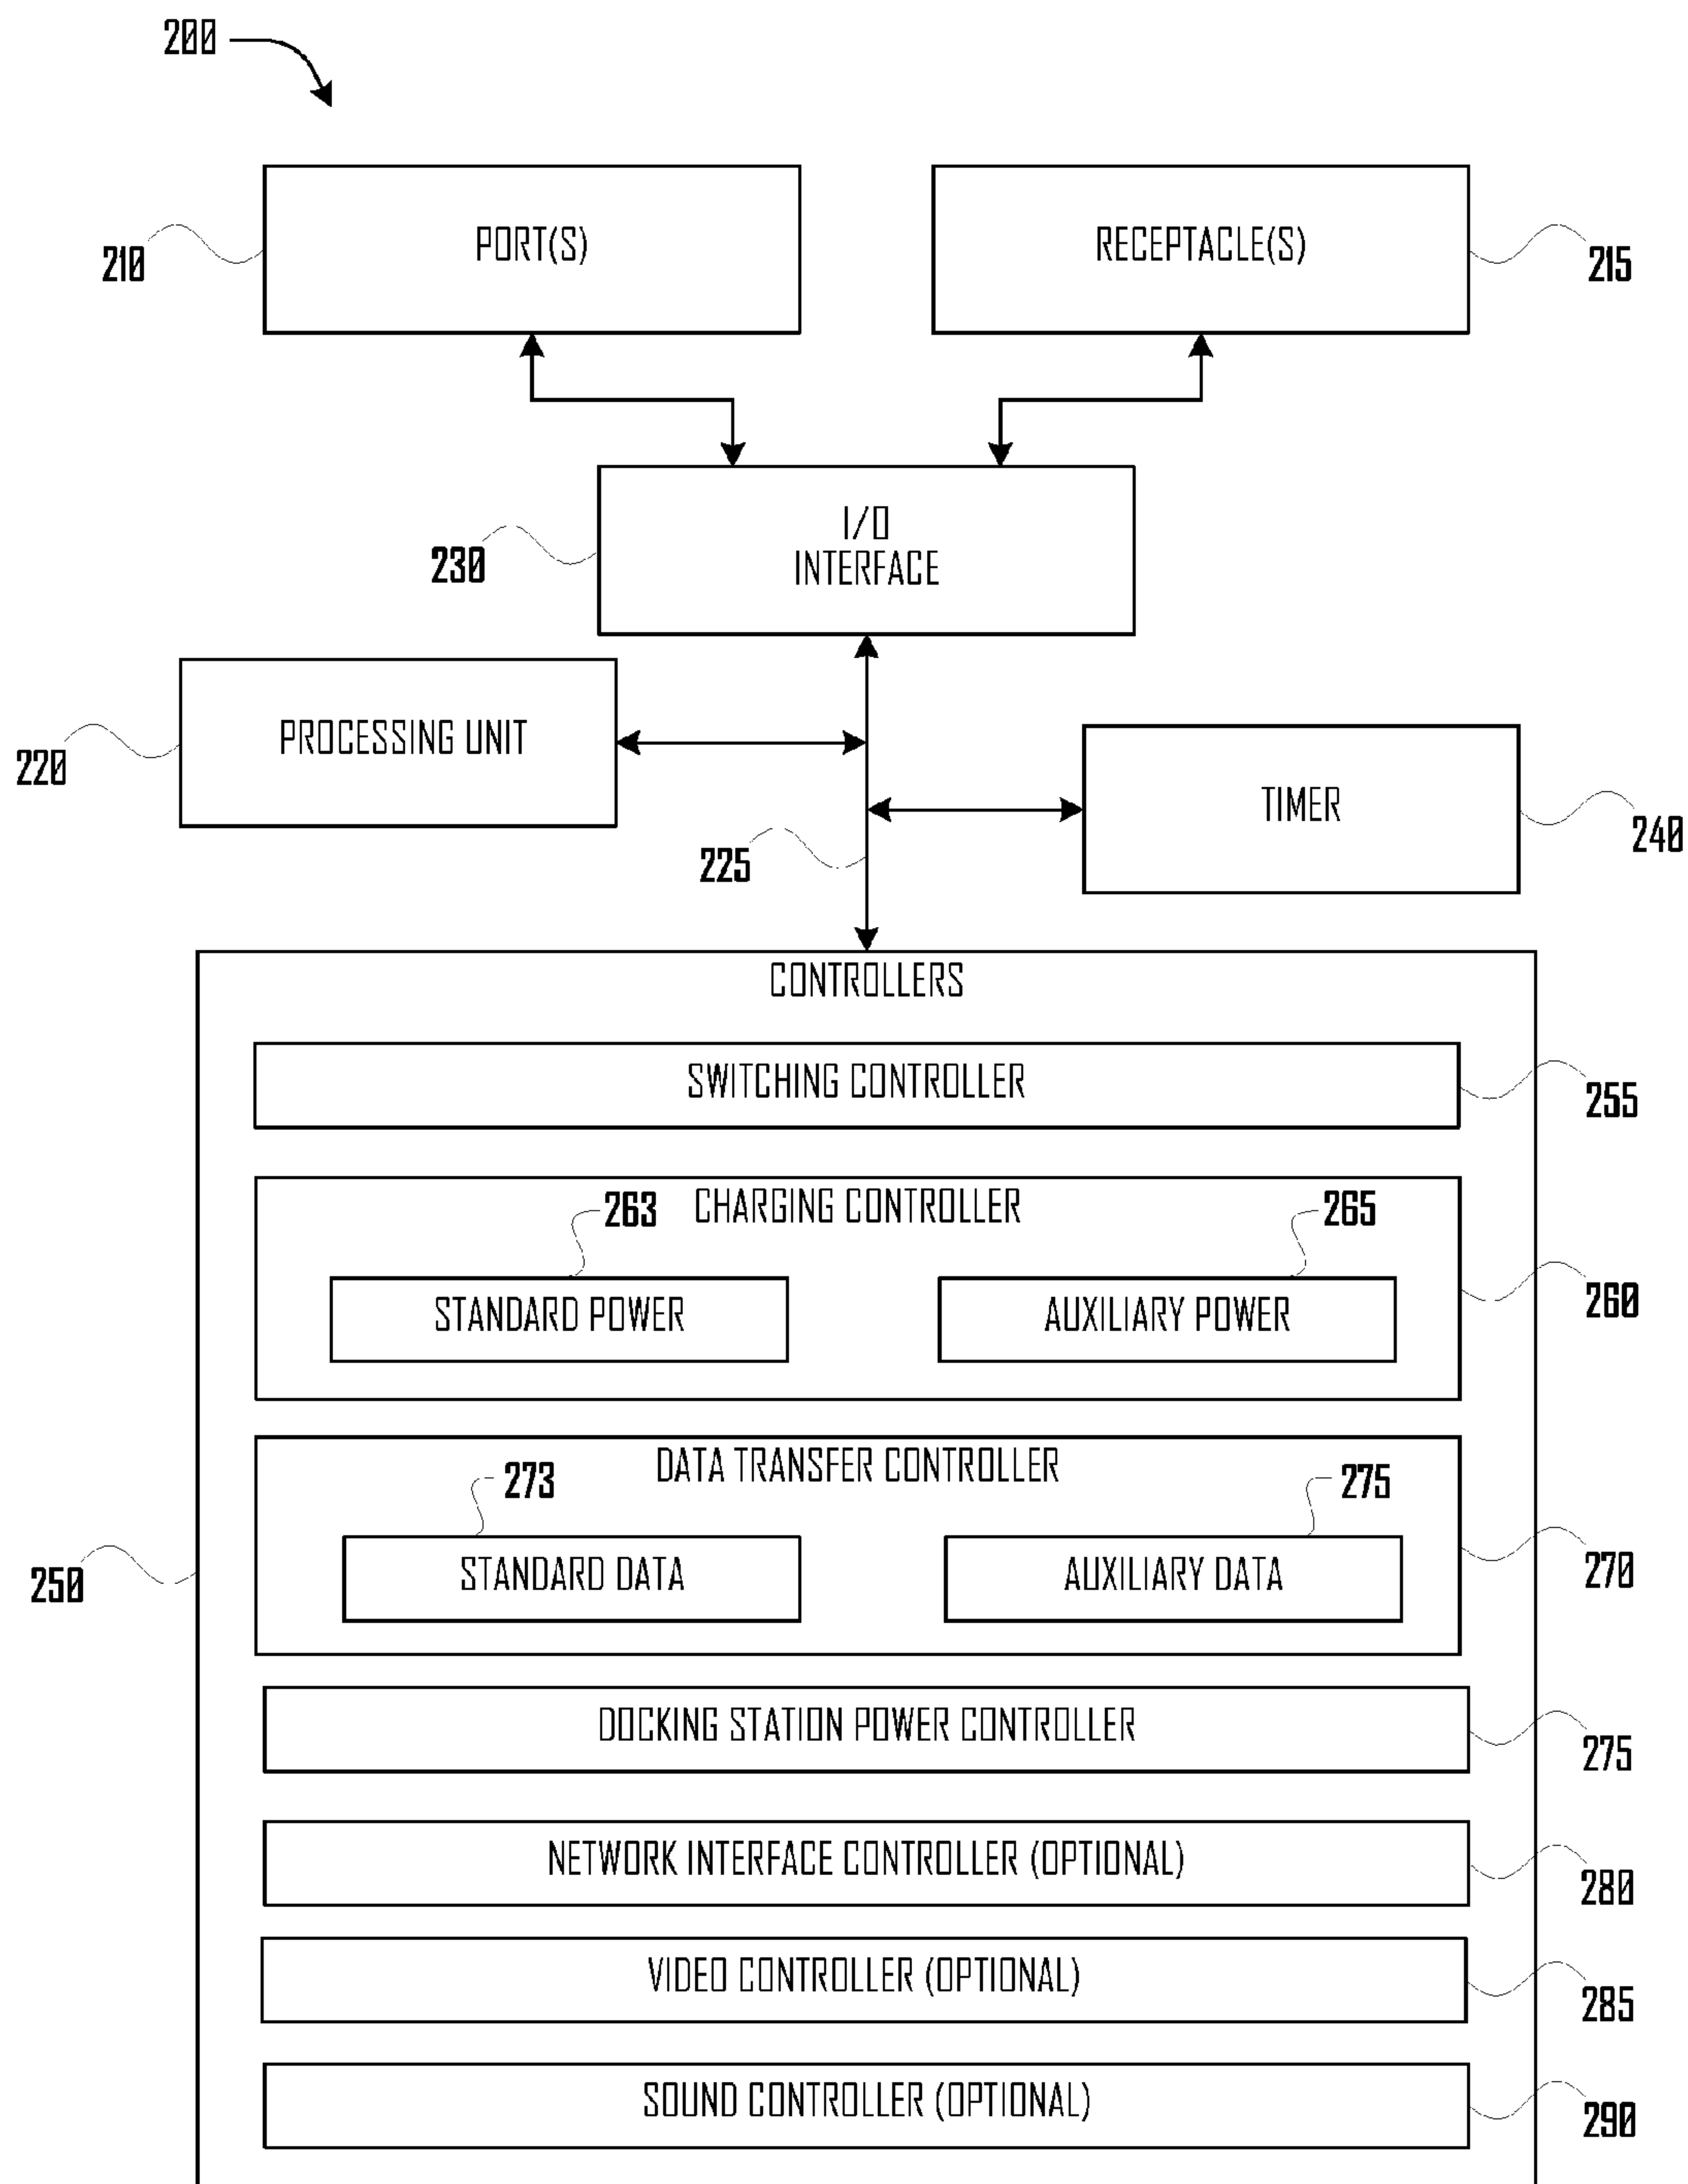 200
PORT(S)
RECEPTACLE(S)
210
215
I/O
INTERFACE
230
PROCESSING UNIT
220
TIMER
240
225
CONTROLLERS
SWITCHING CONTROLLER
255
263
CHARGING CONTROLLER
265
STANDARD POWER
AUXILIARY POWER
260
DATA TRANSFER CONTROLLER
273
275
STANDARD DATA
AUXILIARY DATA
250
270
DOCKING STATION POWER CONTROLLER
275
NETWORK INTERFACE CONTROLLER (OPTIONAL)
280
VIDEO CONTROLLER (OPTIONAL)
285
SOUND CONTROLLER (OPTIONAL)
290